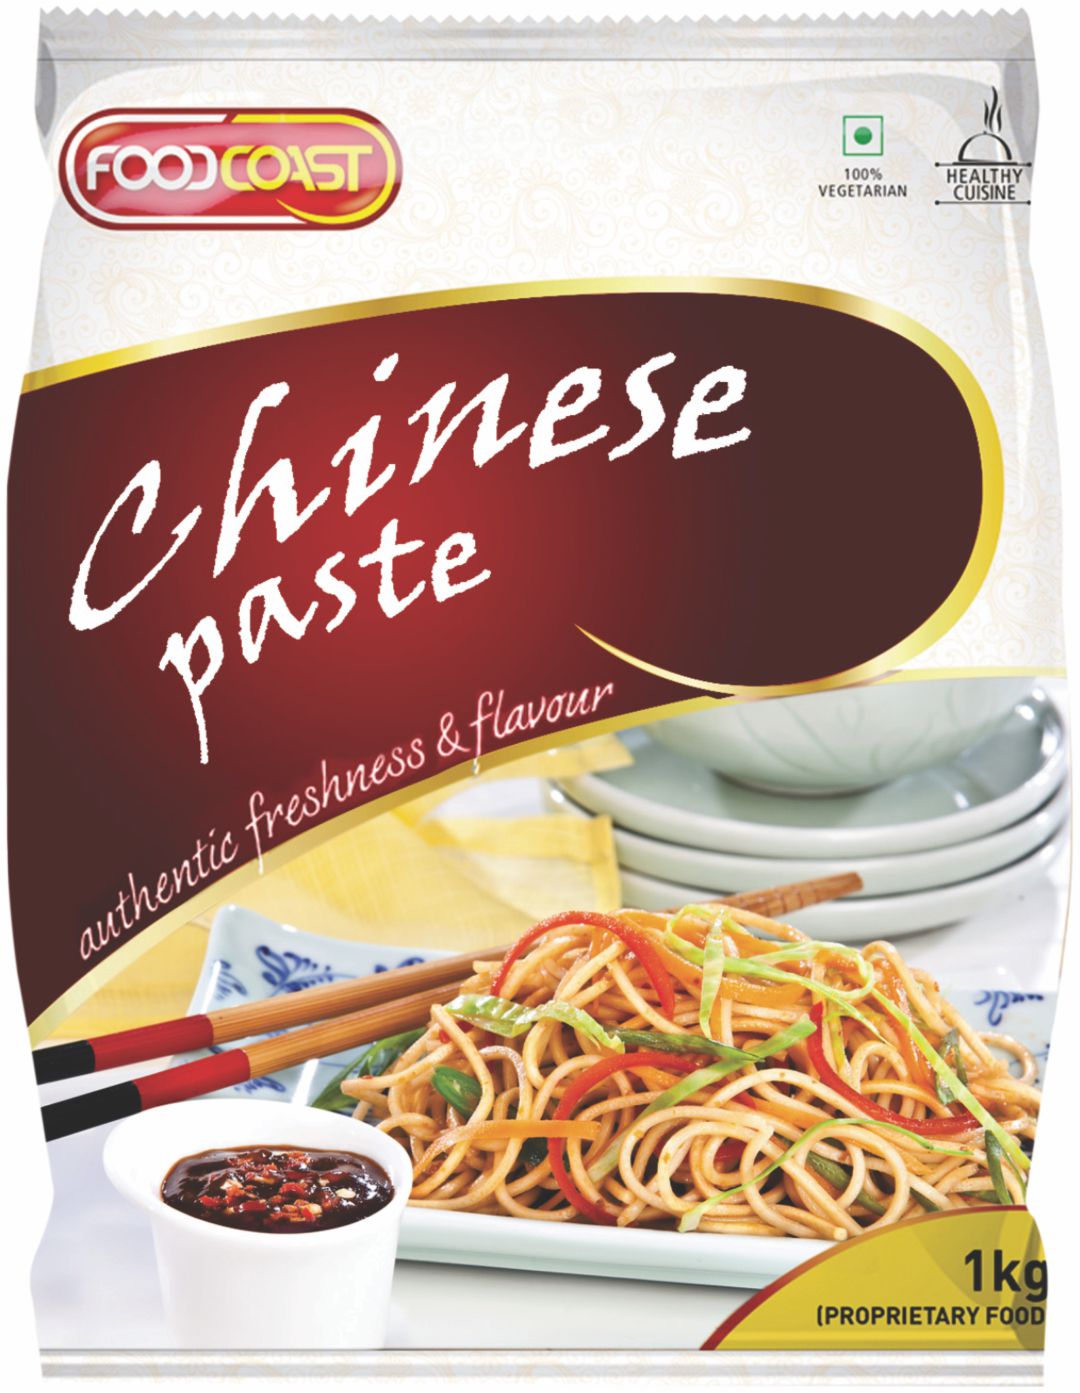 FOODCOAST
100%
VEGETARIAN
HEALTHY
CUISINE
Chinese
paste
authentic freshness & flavour
1kg
(PROPRIETARY FOOD